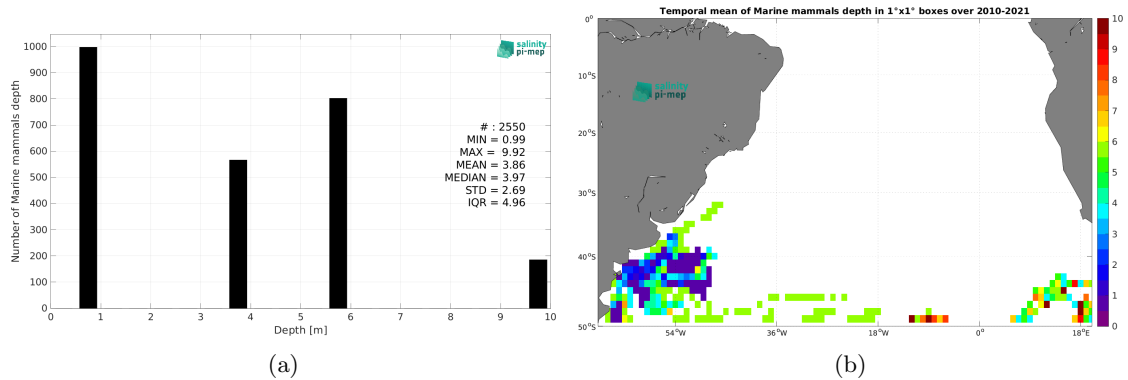 1000
900
800
700
600
500
400
300
200
100
0
Number of Marine mammals depth
salinity
pi-mep
# : 2550
MIN = 0.99
MAX = 9.92
MEAN = 3.86
MEDIAN = 3.97
STD = 2.69
IQR = 4.96
0 1 2 3 4 5 6 7 8 9 10
Depth [m]
(a)
Temporal mean of Marine mammals depth in 1°x1° boxes over 2010-2021
0°
10°S
20°S
30°S
40°S
50°S
salinity
pi-mep
54°W 36°W 18°W 0° 18°E
10
9
8
7
6
5
4
3
2
1
0
(b)